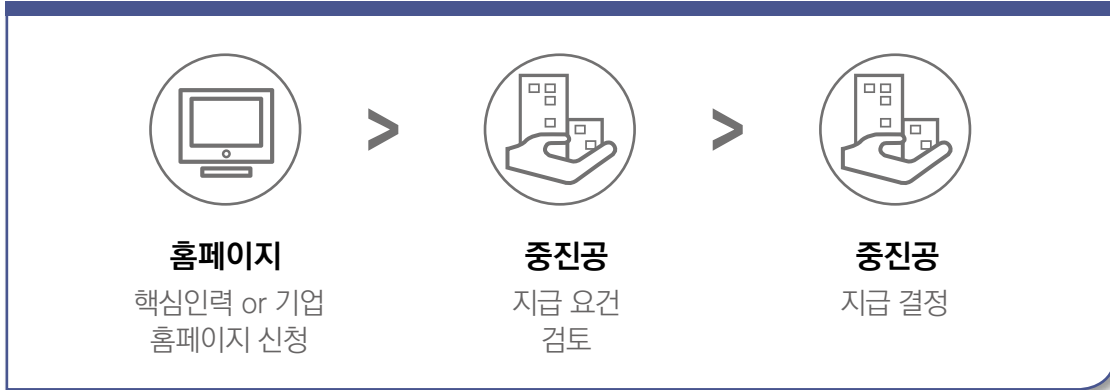 홈페이지
핵심인력 or 기업
홈페이지 신청
>
중진공
지급 요건
검토
>
중진공
지급 결정